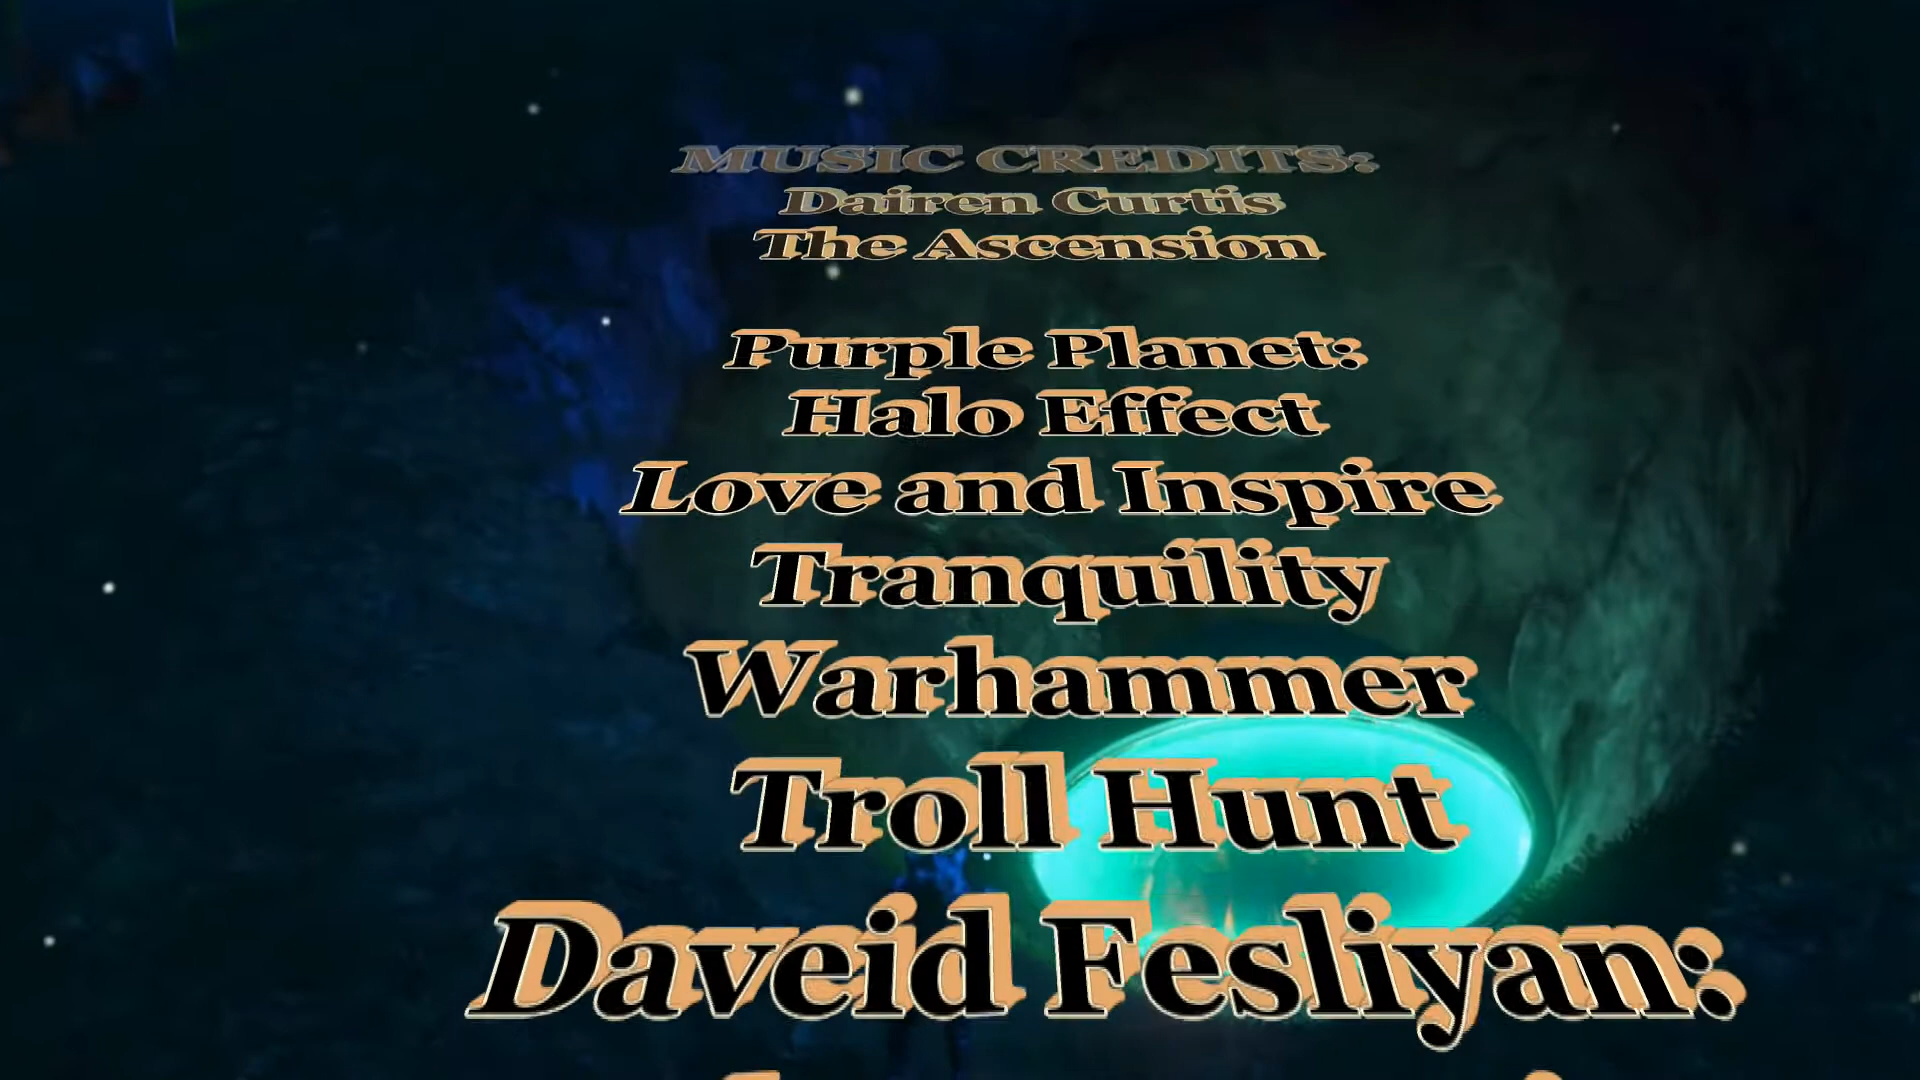 MUSIC CREDITS:
Dairen Curtis
The Ascension
Purple Planet:
Halo Effect
Love and Inspire
Tranquility
Warhammer
Troll Hunt
Daveid Fesliyan: